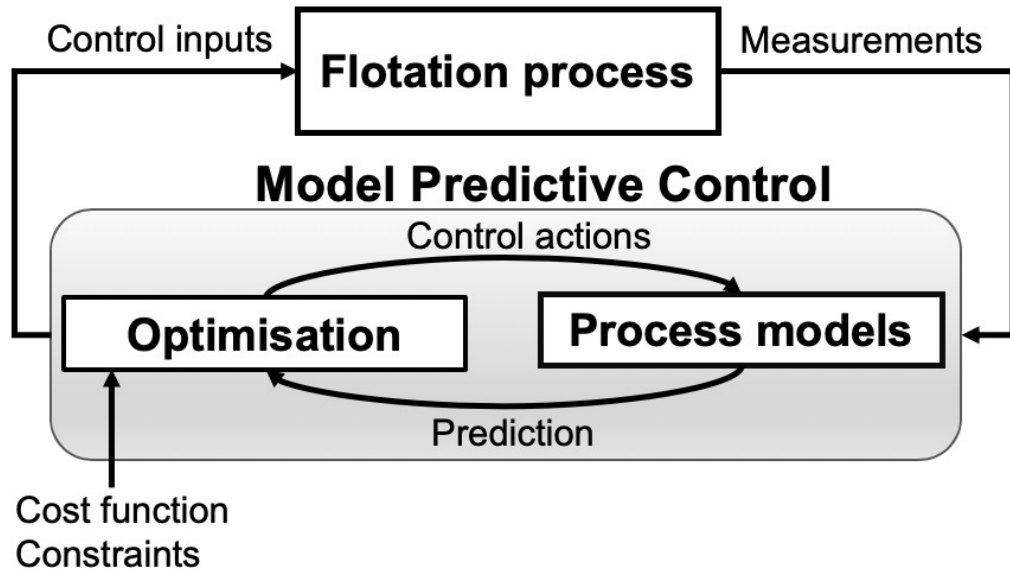 Control inputs
Flotation process
Measurements
Model Predictive Control
Control actions
Optimisation
Process models
Prediction
Cost function
Constraints